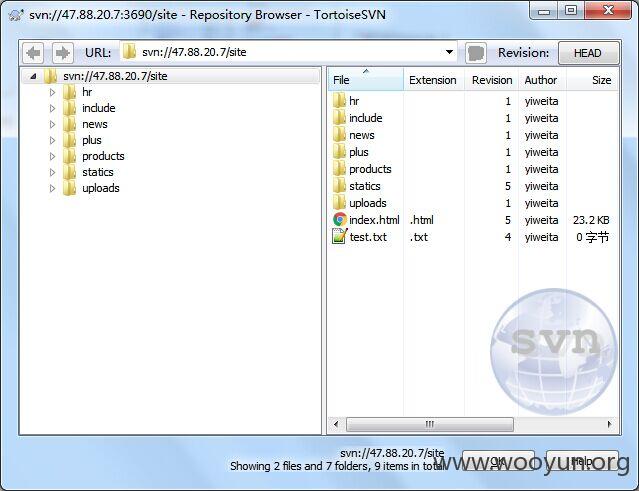 svn://47.88.20.7:3690/site - Repository Browser - TortoiseSVN
URL: svn://47.88.20.7/site Revision: HEAD
svn://47.88.20.7/site
hr
include
news
plus
products
statics
uploads
File Extension Revision Author Size
hr 1 yiweita
include 1 yiweita
news 1 yiweita
plus 1 yiweita
products 1 yiweita
statics 5 yiweita
uploads 1 yiweita
index.html .html 5 yiweita 23.2 KB
test.txt .txt 4 yiweita 0 字节
svn
svn://47.88.20.7/site
Showing 2 files and 7 folders, 9 items in total
OK Help
www.wooyun.org